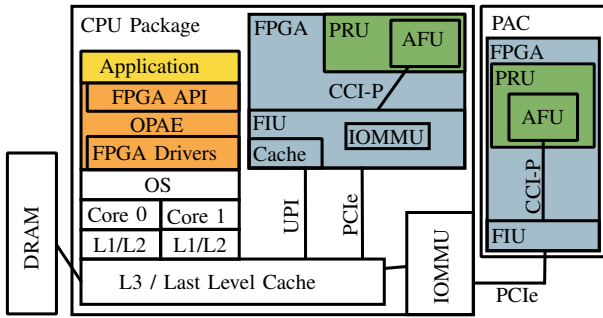 CPU Package
Application
FPGA API
OPAE
FPGA Drivers
OS
Core 0
Core 1
L1/L2
L1/L2
L3 / Last Level Cache
DRAM
FPGA
PRU
AFU
CCI-P
FIU
IOMMU
Cache
UPI
PCIe
IOMMU
PAC
FPGA
PRU
AFU
CCI-P
FIU
PCIe